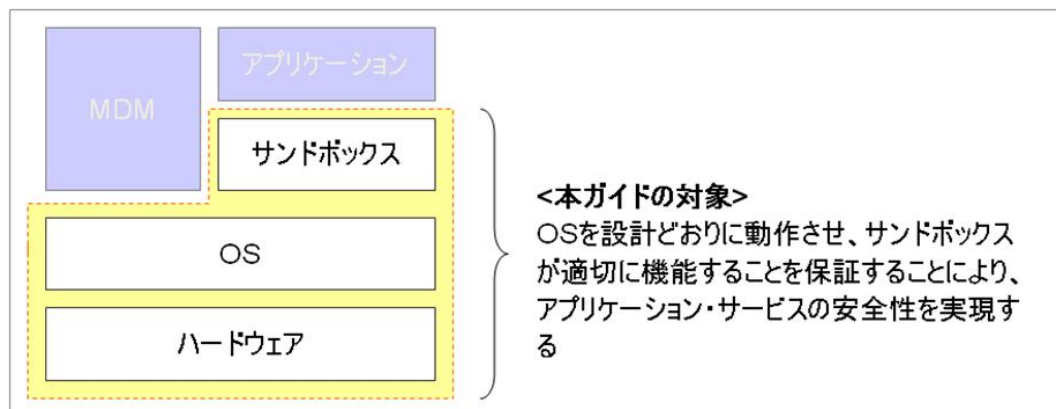 MDM
アプリケーション
サンドボックス
OS
ハードウェア
<本ガイドの対象>
OSを設計どおりに動作させ、サンドボックス
が適切に機能することを保証することにより、
アプリケーション・サービスの安全性を実現す
る